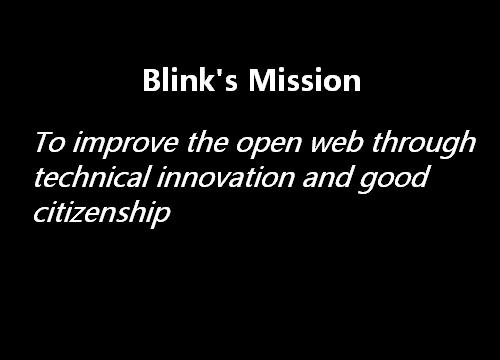 Blink's Mission
To improve the open web through
technical innovation and good
citizenship